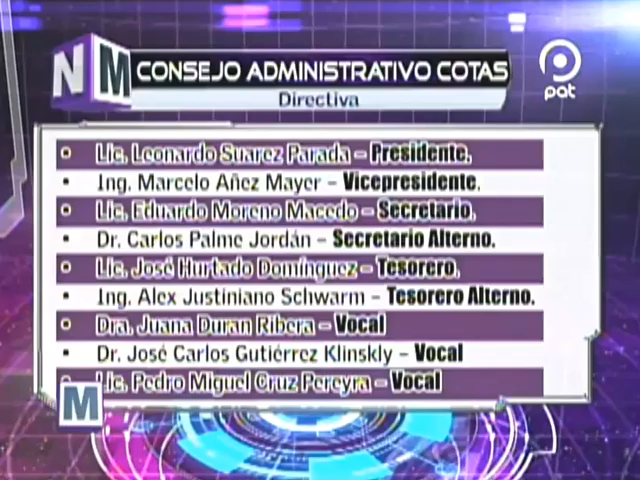 NM
CONSEJO ADMINISTRATIVO COTAS
Directiva
pat
Lic. Leonardo Suarez Parada – Presidente.
Ing. Marcelo Añez Mayer – Vicepresidente.
Lic. Eduardo Moreno Macedo – Secretario.
Dr. Carlos Palme Jordán – Secretario Alterno.
Lic. José Hurtado Domínguez – Tesorero.
Ing. Alex Justiniano Schwarm – Tesorero Alterno.
Dra. Juana Duran Ribera – Vocal
Dr. José Carlos Gutiérrez Klinskly – Vocal
Lic. Pedro Miguel Cruz Pereyra – Vocal
M